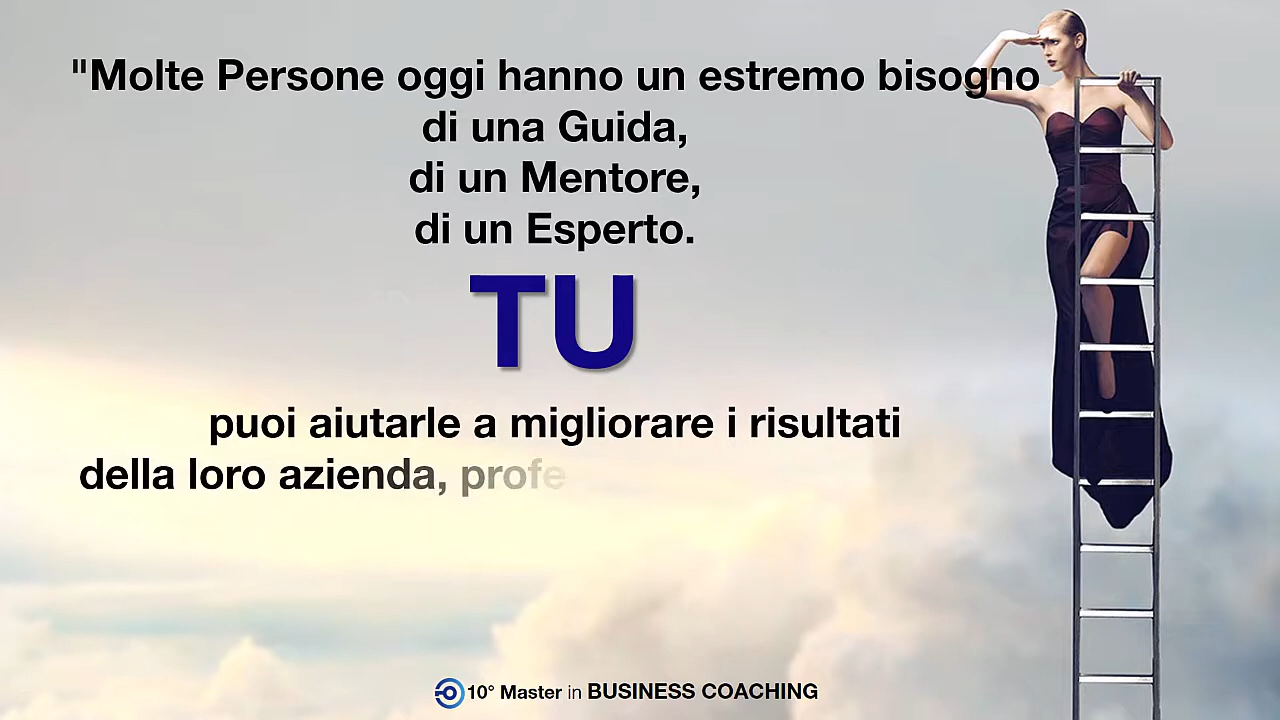 "Molte Persone oggi hanno un estremo bisogno
di una Guida,
di un Mentore,
di un Esperto.
TU
puoi aiutarle a migliorare i risultati
della loro azienda, profe
10° Master in BUSINESS COACHING